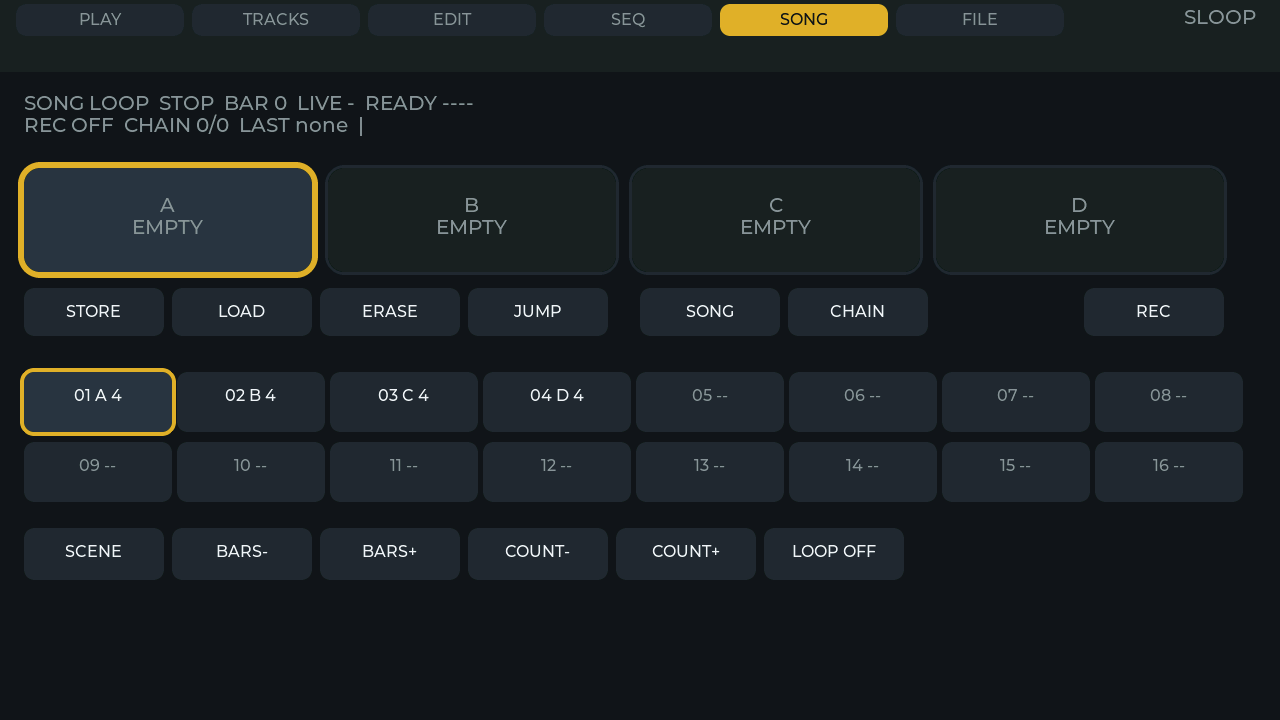 PLAY TRACKS EDIT SEQ SONG FILE SLOOP
SONG LOOP STOP BAR 0 LIVE - READY ----
REC OFF CHAIN 0/0 LAST none |
A B C D
EMPTY EMPTY EMPTY EMPTY
STORE LOAD ERASE JUMP SONG CHAIN REC
01 A 4 02 B 4 03 C 4 04 D 4 05 -- 06 -- 07 -- 08 --
09 -- 10 -- 11 -- 12 -- 13 -- 14 -- 15 -- 16 --
SCENE BARS- BARS+ COUNT- COUNT+ LOOP OFF